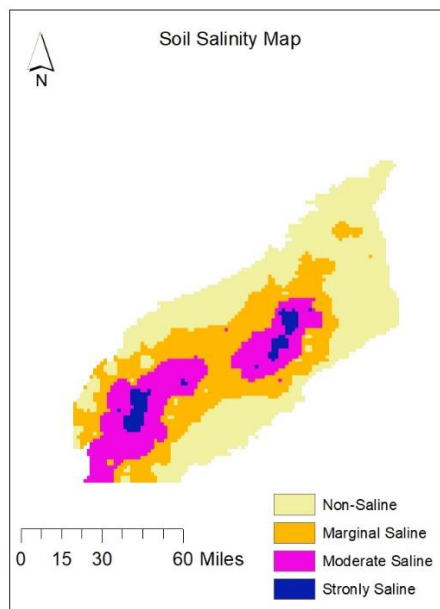 Soil Salinity Map
N
Non-Saline
Marginal Saline
Moderate Saline
Stronly Saline
0 15 30 60 Miles